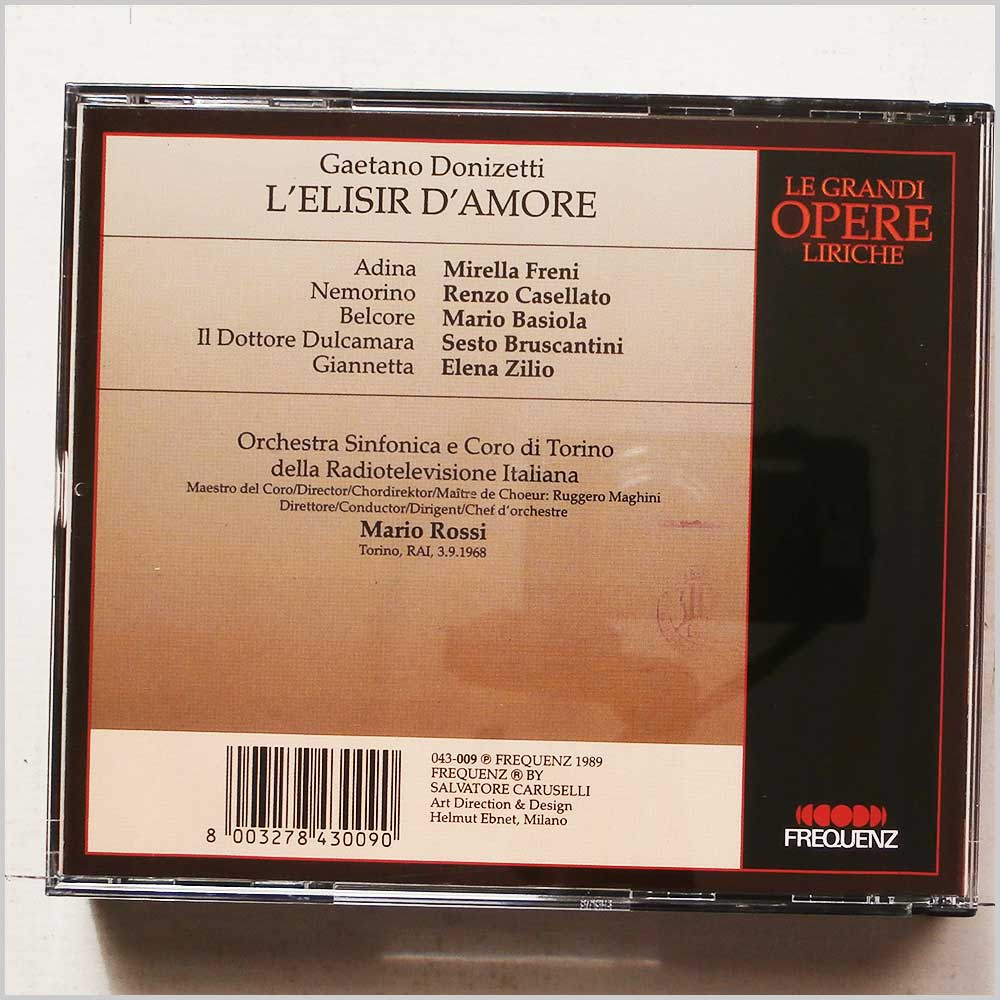 Gaetano Donizetti
L'ELISIR D'AMORE
Adina Mirella Freni
Nemorino Renzo Casellato
Belcore Mario Basiola
Il Dottore Dulcamara Sesto Bruscantini
Giannetta Elena Zilio
Orchestra Sinfonica e Coro di Torino
della Radiotelevisione Italiana
Maestro del Coro/Director/Chordirektor/Maître de Choeur: Ruggero Maghini
Direttore/Conductor/Dirigent/Chef d'orchestre
Mario Rossi
Torino, RAI, 3.9.1968
043-009 ℗ FREQUENZ 1989
FREQUENZ ® BY
SALVATORE CARUSELLI
Art Direction & Design
Helmut Ebnet, Milano
8 003278 430090
LE GRANDI
OPERE
LIRICHE
FREQUENZ